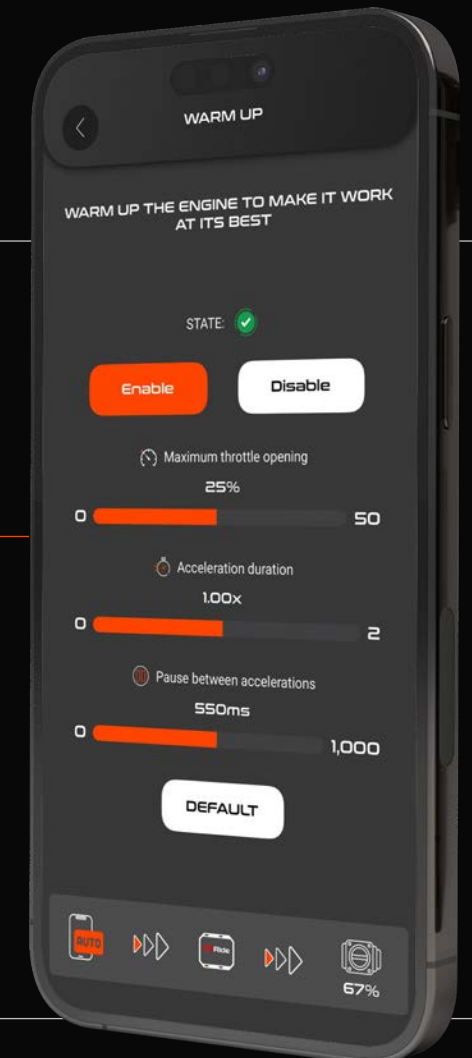 WARM UP
WARM UP THE ENGINE TO MAKE IT WORK
AT ITS BEST
STATE:
Enable
Disable
Maximum throttle opening
25%
0
50
Acceleration duration
1.00x
0
2
Pause between accelerations
550ms
0
1,000
DEFAULT
AUTO
67%